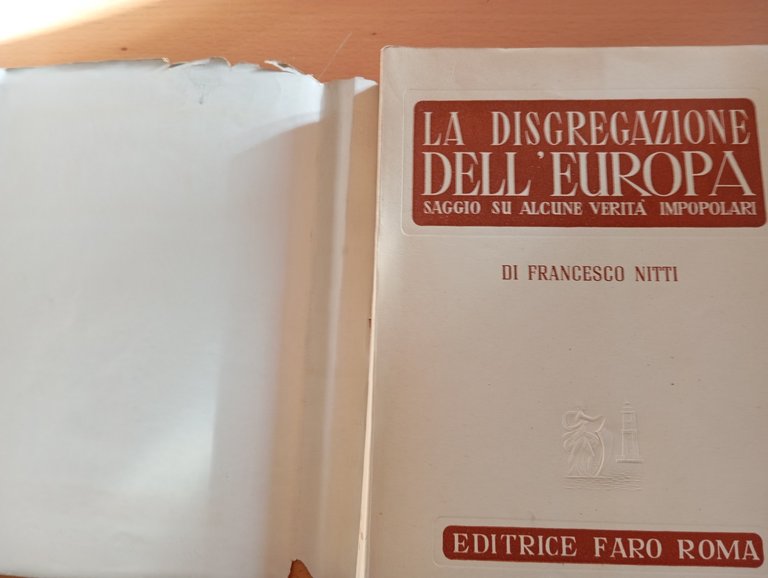 LA DISGREGAZIONE
DELL'EUROPA
SAGGIO SU ALCUNE VERITÀ IMPOPOLARI
DI FRANCESCO NITTI
EDITRICE FARO ROMA